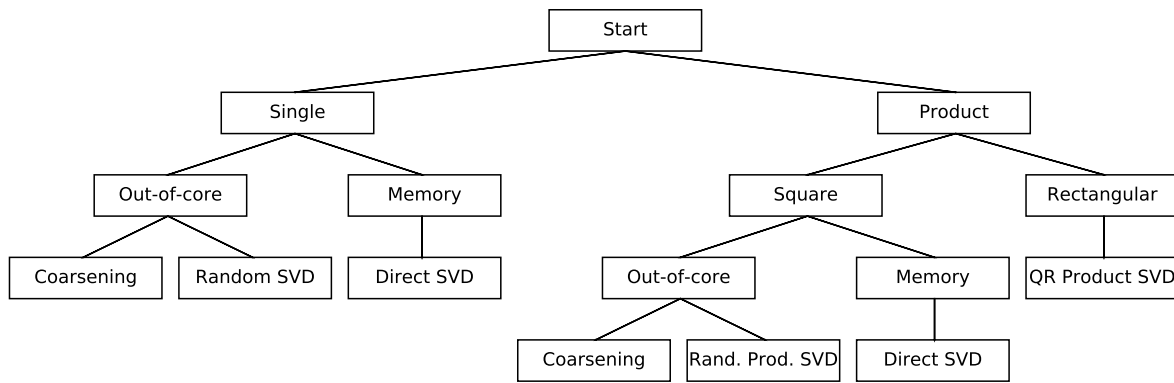 Start
Single
Product
Out-of-core
Memory
Square
Rectangular
Coarsening
Random SVD
Direct SVD
Out-of-core
Memory
QR Product SVD
Coarsening
Rand. Prod. SVD
Direct SVD